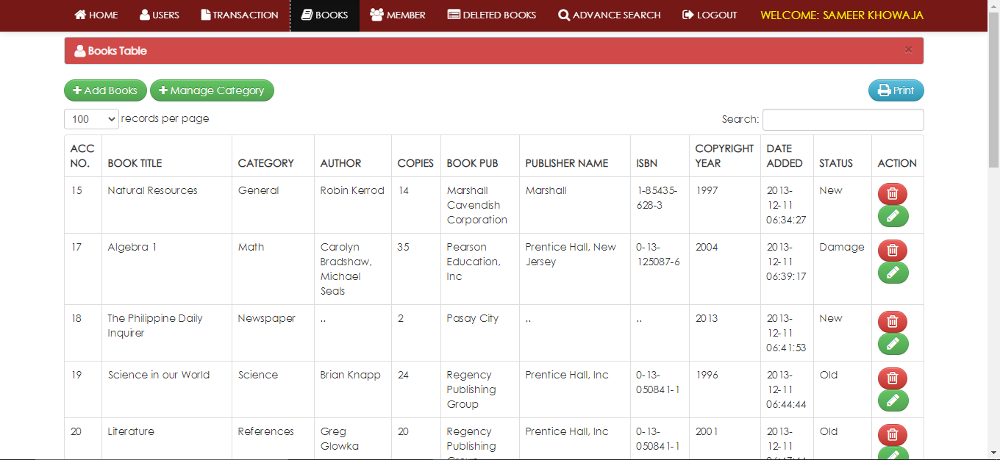 HOME USERS TRANSACTION BOOKS MEMBER DELETED BOOKS ADVANCE SEARCH LOGOUT WELCOME: SAMEER KHOWAJA
Books Table ×
+ Add Books + Manage Category Print
100 records per page Search:
ACC NO. BOOK TITLE CATEGORY AUTHOR COPIES BOOK PUB PUBLISHER NAME ISBN COPYRIGHT YEAR DATE ADDED STATUS ACTION
15 Natural Resources General Robin Kerrod 14 Marshall Cavendish Corporation Marshall 1-85435-628-3 1997 2013-12-11 06:34:27 New
17 Algebra 1 Math Carolyn Bradshaw, Michael Seals 35 Pearson Education, Inc Prentice Hall, New Jersey 0-13-125087-6 2004 2013-12-11 06:39:17 Damage
18 The Philippine Daily Inquirer Newspaper .. 2 Pasay City .. .. 2013 2013-12-11 06:41:53 New
19 Science in our World Science Brian Knapp 24 Regency Publishing Group Prentice Hall, Inc 0-13-050841-1 1996 2013-12-11 06:44:44 Old
20 Literature References Greg Glowka 20 Regency Publishing Prentice Hall, Inc 0-13-050841-1 2001 2013-12-11 Old